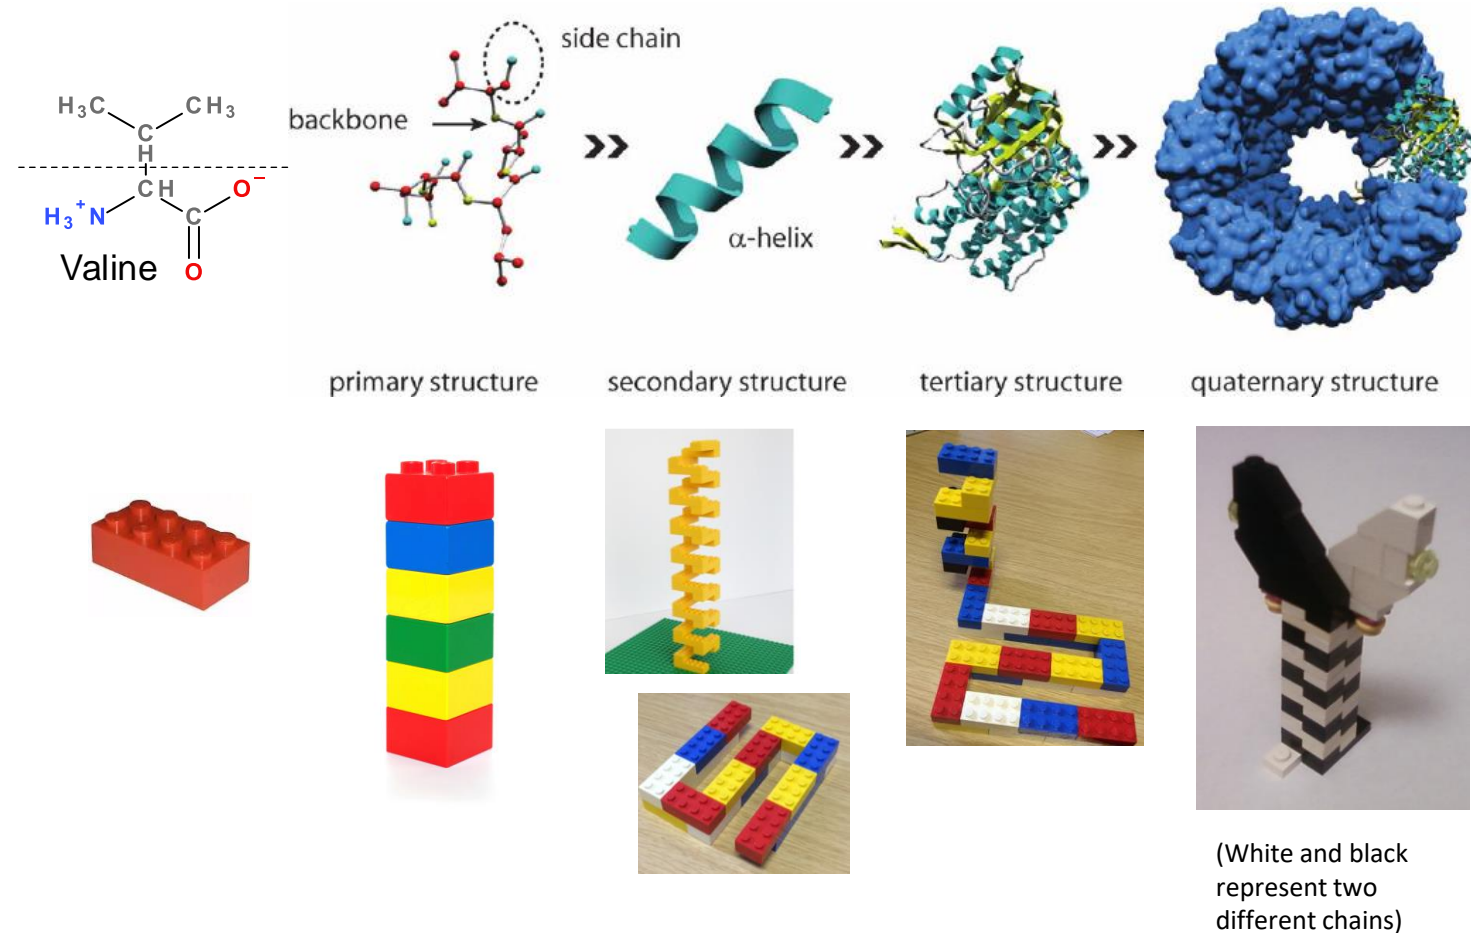 H₃C
CH₃
C
H
CH
O⁻
H₃⁺N
C
Valine
O
side chain
backbone
α-helix
primary structure
secondary structure
tertiary structure
quaternary structure
(White and black
represent two
different chains)